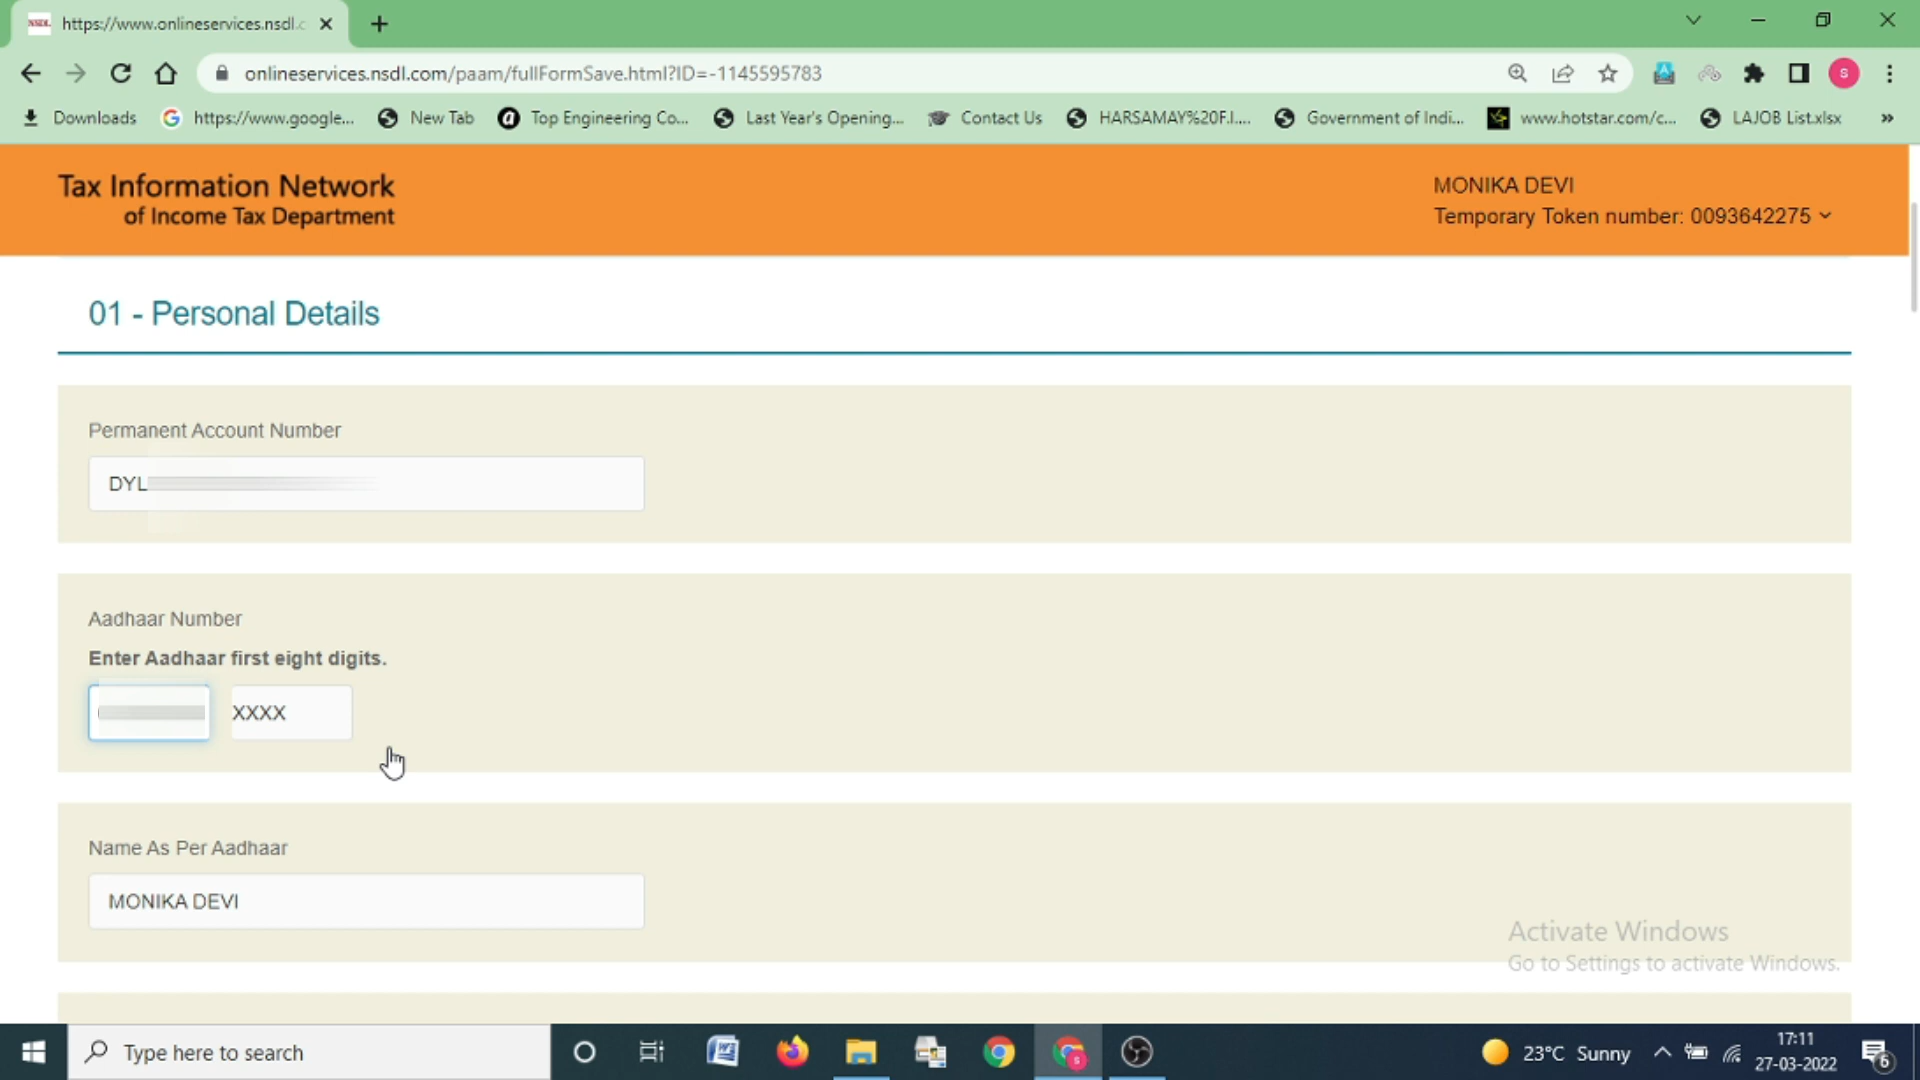 https://www.onlineservices.nsdl.c
onlineservices.nsdl.com/paam/fullFormSave.html?ID=-1145595783
S
Downloads https://www.google... New Tab Top Engineering Co... Last Year's Opening... Contact Us HARSAMAY%20F.I.... Government of Indi... www.hotstar.com/c... LAJOB List.xlsx »
Tax Information Network
of Income Tax Department
MONIKA DEVI
Temporary Token number: 0093642275
01 - Personal Details
Permanent Account Number
DYL
Aadhaar Number
Enter Aadhaar first eight digits.
XXXX
Name As Per Aadhaar
MONIKA DEVI
Activate Windows
Go to Settings to activate Windows.
Type here to search
23°C Sunny
17:11
27-03-2022
6